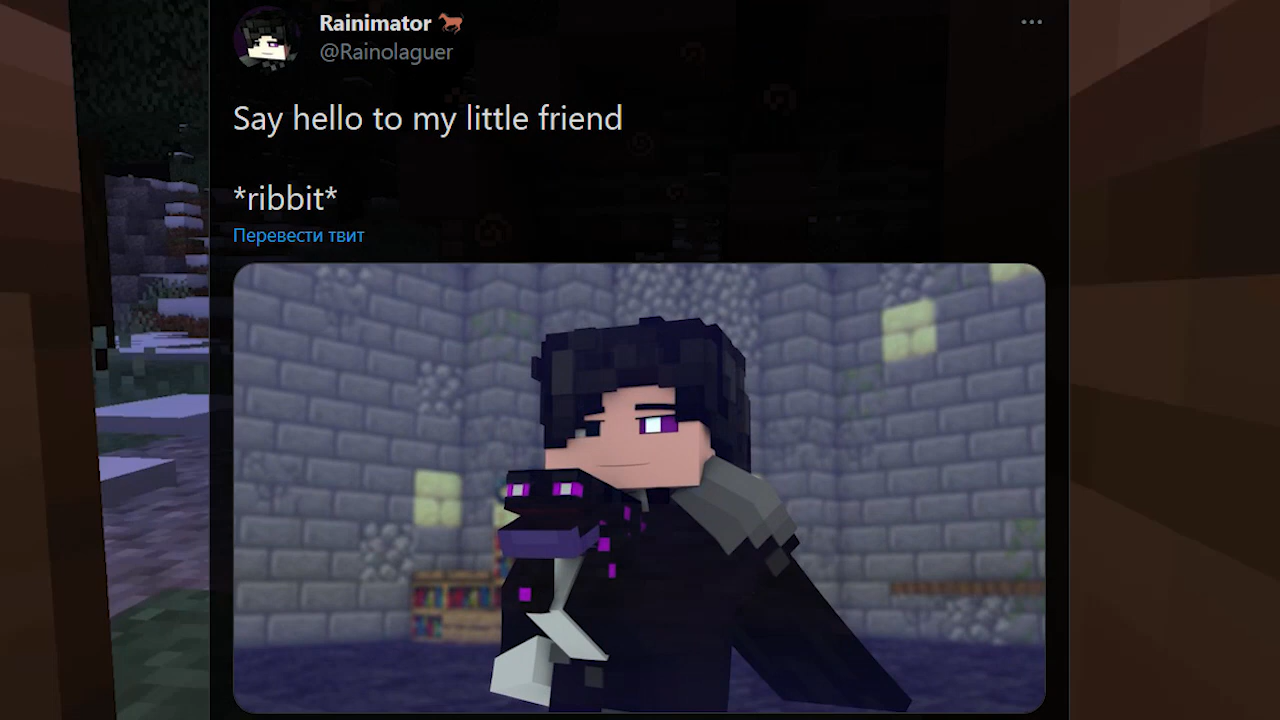 Rainimator 🐎
@Rainolaguer
Say hello to my little friend
*ribbit*
Перевести твит